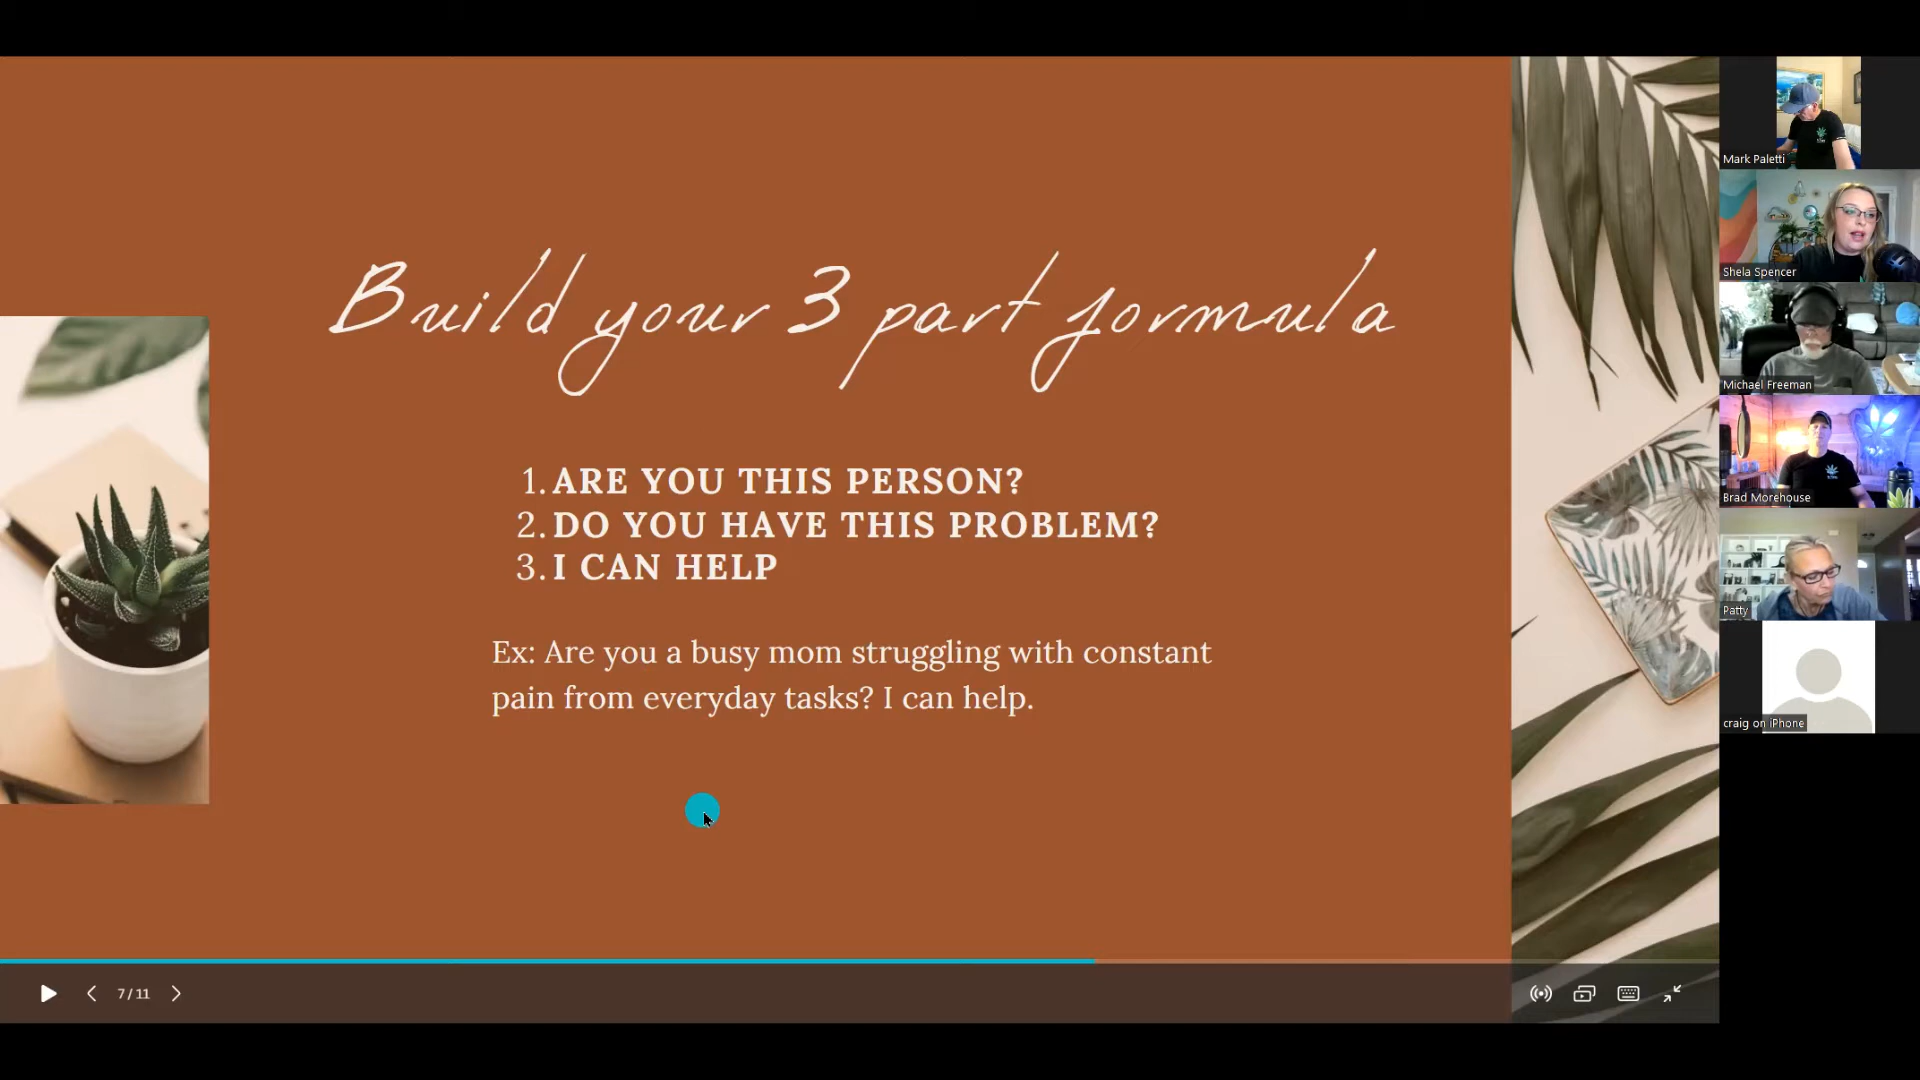 Build your 3 part formula
1. ARE YOU THIS PERSON?
2. DO YOU HAVE THIS PROBLEM?
3. I CAN HELP
Ex: Are you a busy mom struggling with constant
pain from everyday tasks? I can help.
7 / 11
Mark Paletti
Shela Spencer
Michael Freeman
Brad Morehouse
Patty
craig on iPhone